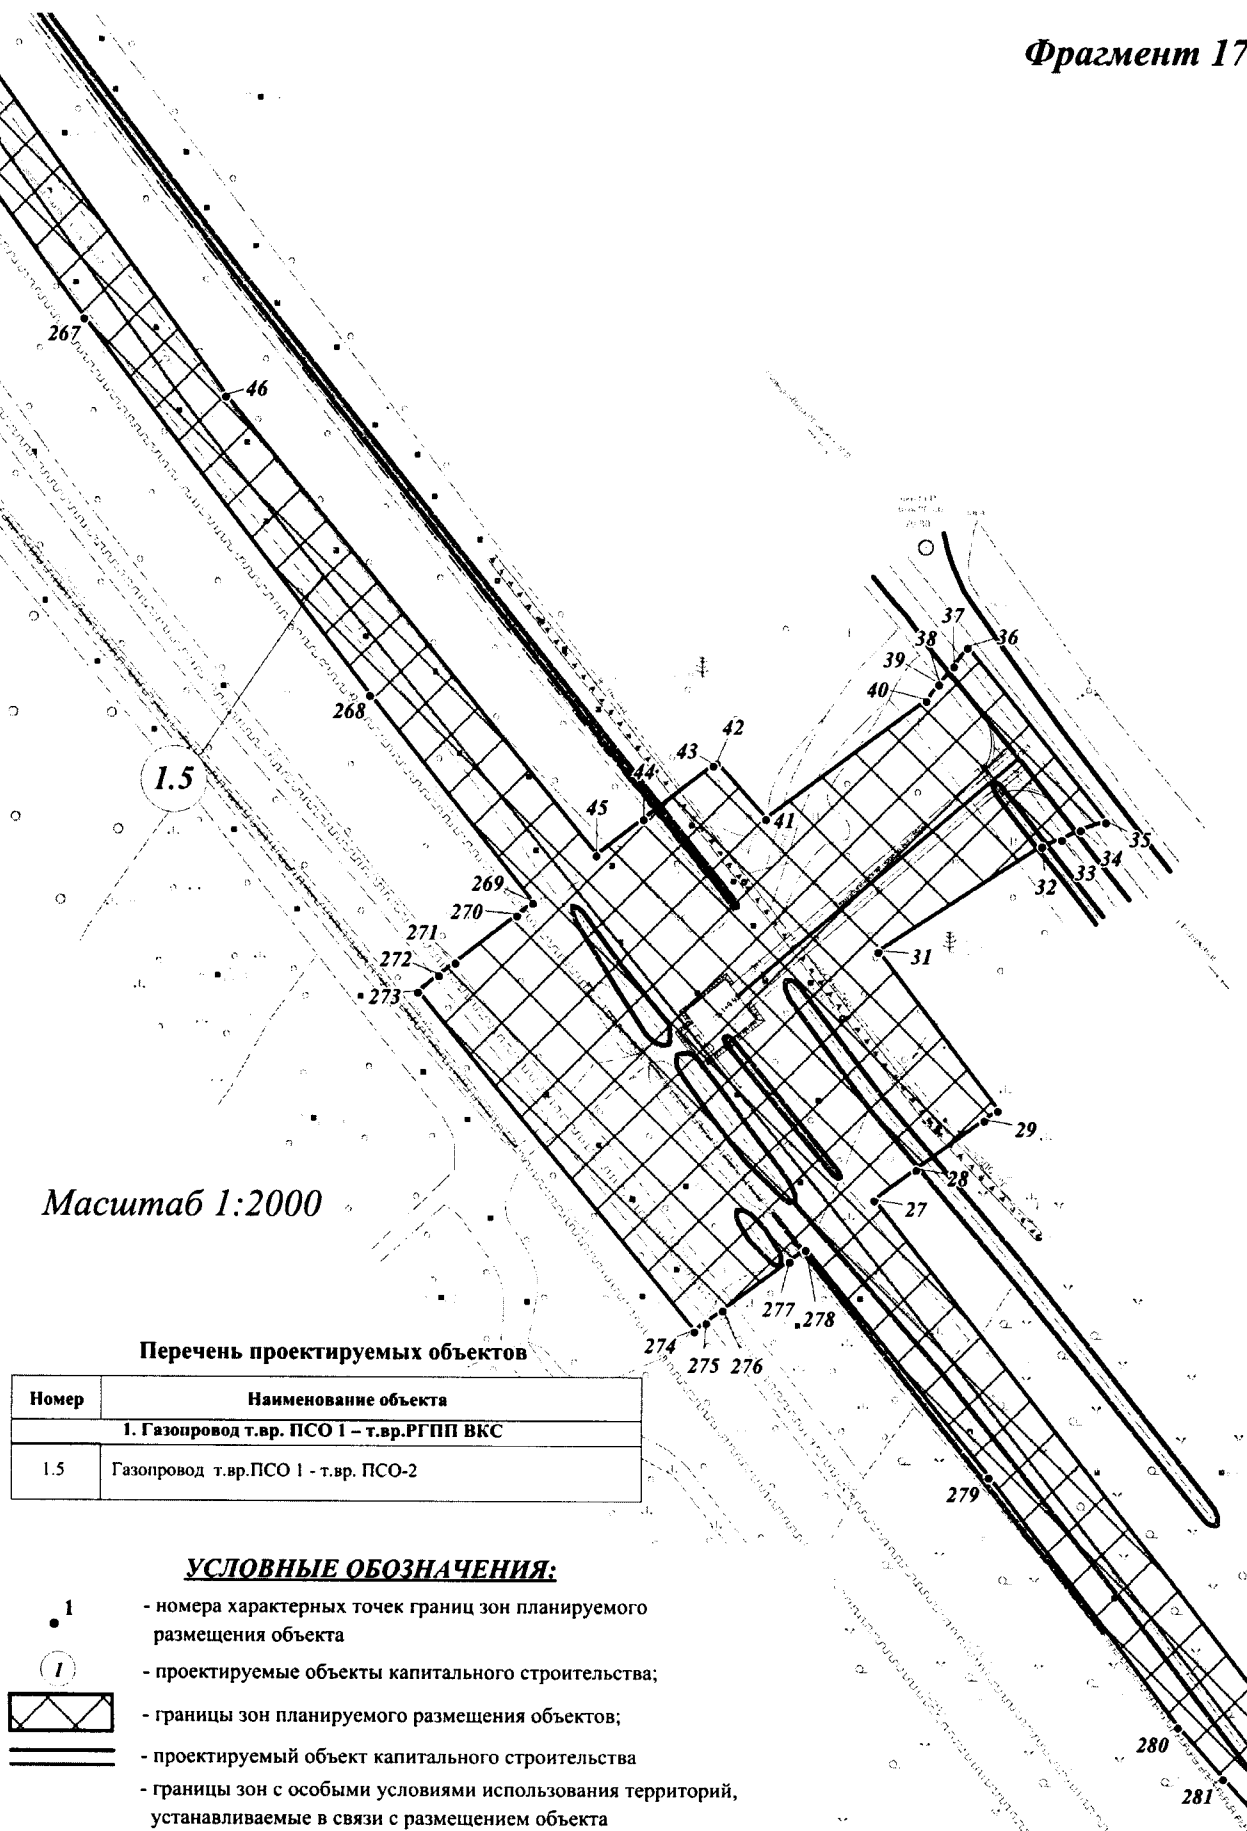 Фрагмент 17
267
46
37
38
36
39
40
268
42
43
44
1.5
45
41
35
34
33
32
269
270
271
31
272
273
29
28
27
Масштаб 1:2000
277
278
274
275
276
Перечень проектируемых объектов
Номер
Наименование объекта
1. Газопровод т.вр. ПСО 1 – т.вр.РГПП ВКС
1.5
Газопровод т.вр.ПСО 1 - т.вр. ПСО-2
279
УСЛОВНЫЕ ОБОЗНАЧЕНИЯ:
1
- номера характерных точек границ зон планируемого
размещения объекта
1
- проектируемые объекты капитального строительства;
- границы зон планируемого размещения объектов;
280
- проектируемый объект капитального строительства
- границы зон с особыми условиями использования территорий,
281
устанавливаемые в связи с размещением объекта